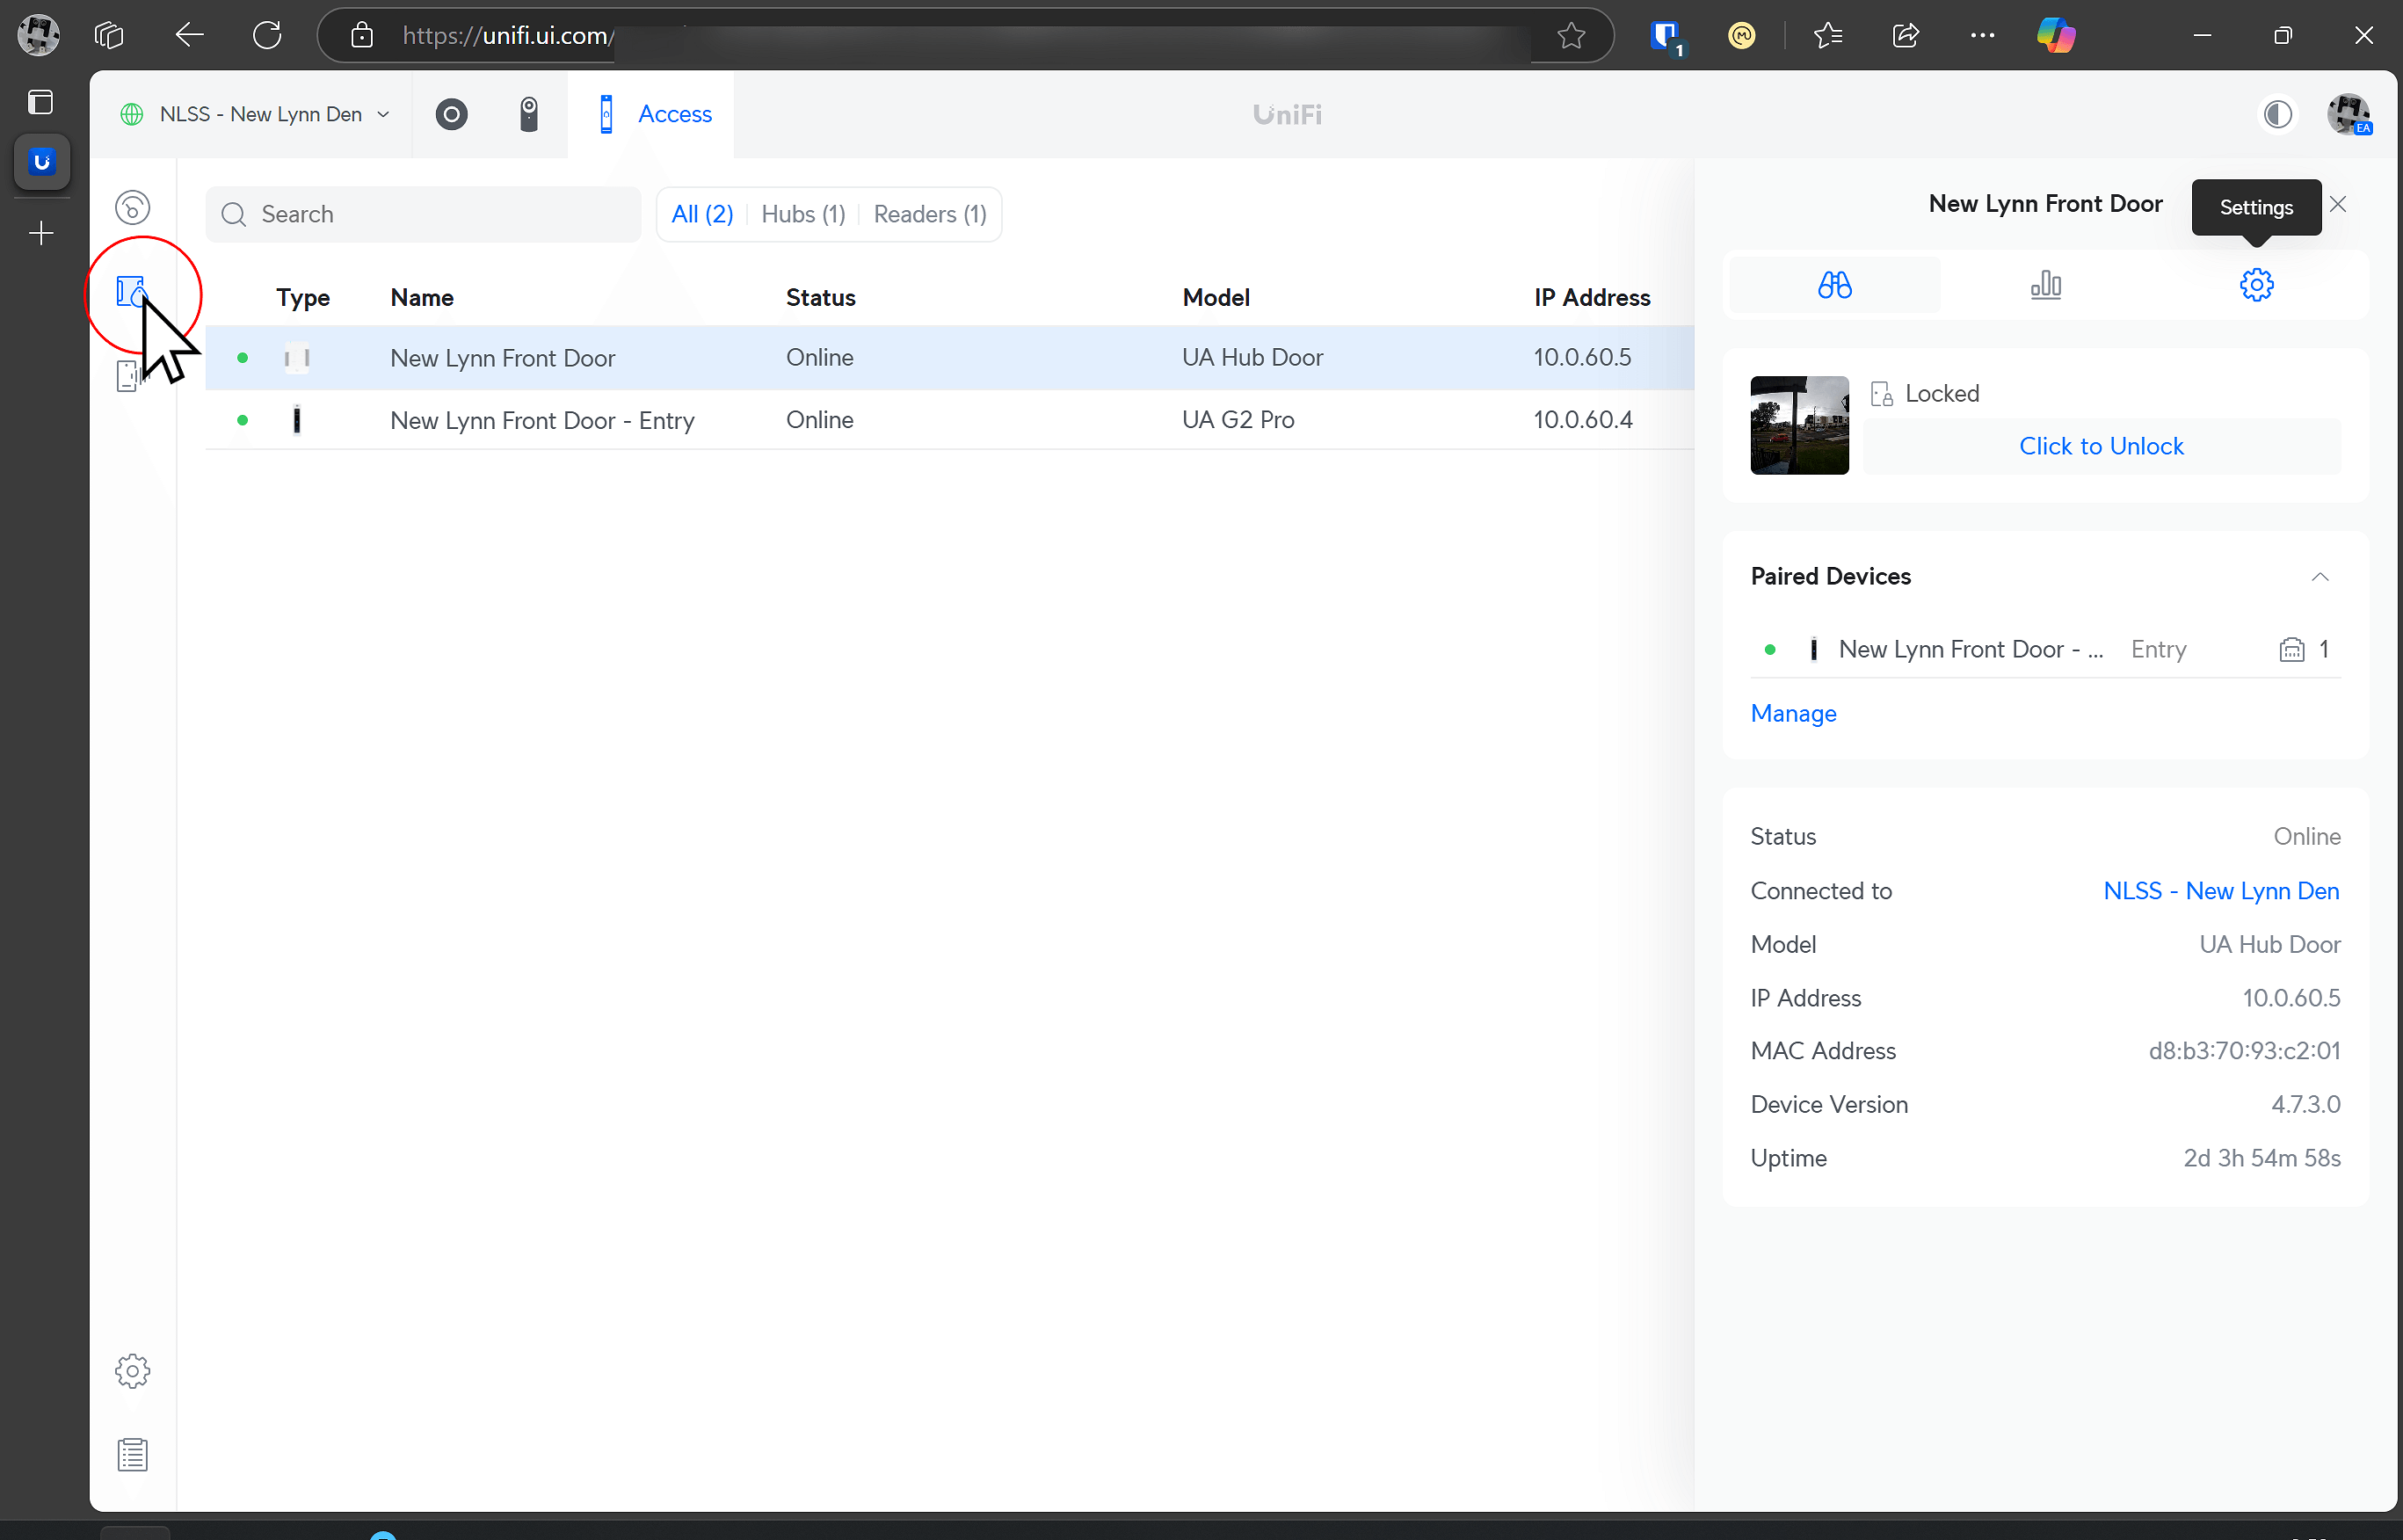 https://unifi.ui.com/
1
NLSS - New Lynn Den
Access
UniFi
EA
Search
All (2)
Hubs (1)
Readers (1)
Type
Name
Status
Model
IP Address
New Lynn Front Door
Online
UA Hub Door
10.0.60.5
New Lynn Front Door - Entry
Online
UA G2 Pro
10.0.60.4
New Lynn Front Door
Settings
Locked
Click to Unlock
Paired Devices
New Lynn Front Door - ...
Entry
1
Manage
Status
Online
Connected to
NLSS - New Lynn Den
Model
UA Hub Door
IP Address
10.0.60.5
MAC Address
d8:b3:70:93:c2:01
Device Version
4.7.3.0
Uptime
2d 3h 54m 58s